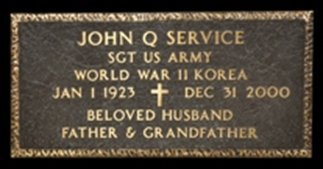 JOHN Q SERVICE
SGT US ARMY
WORLD WAR II KOREA
JAN 1 1923 DEC 31 2000
BELOVED HUSBAND
FATHER & GRANDFATHER